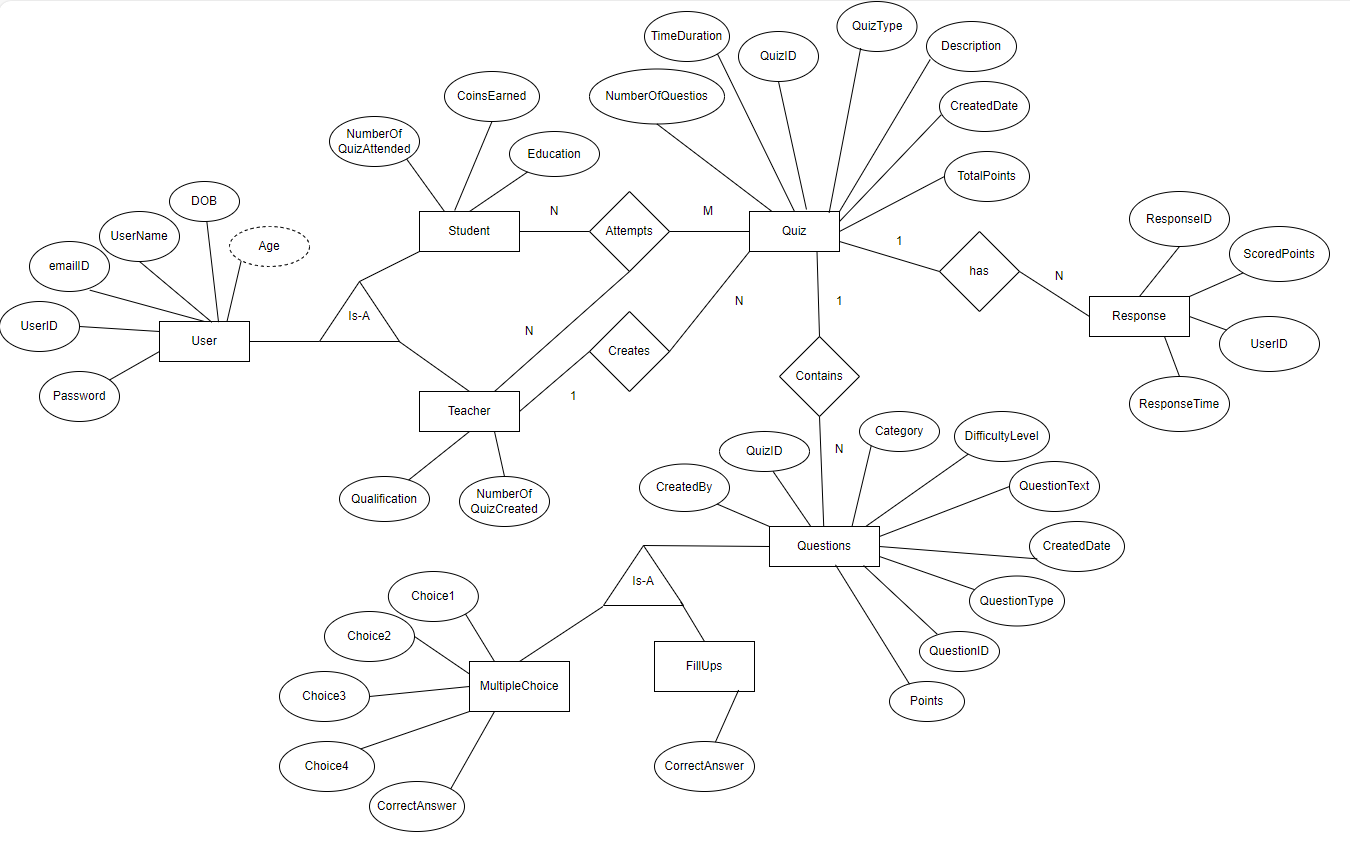 QuizType
TimeDuration
QuizID
Description
CoinsEarned
NumberOfQuestios
CreatedDate
NumberOf
QuizAttended
Education
TotalPoints
DOB
UserName
Age
emailID
N
M
Student
Attempts
Quiz
1
ResponseID
has
N
ScoredPoints
UserID
Is-A
User
N
N
1
Response
UserID
Creates
Password
1
Contains
ResponseTime
Teacher
Category
DifficultyLevel
QuizID
N
CreatedBy
QuestionText
Qualification
NumberOf
QuizCreated
Questions
CreatedDate
Is-A
Choice1
QuestionType
Choice2
QuestionID
FillUps
MultipleChoice
Choice3
Points
Choice4
CorrectAnswer
CorrectAnswer